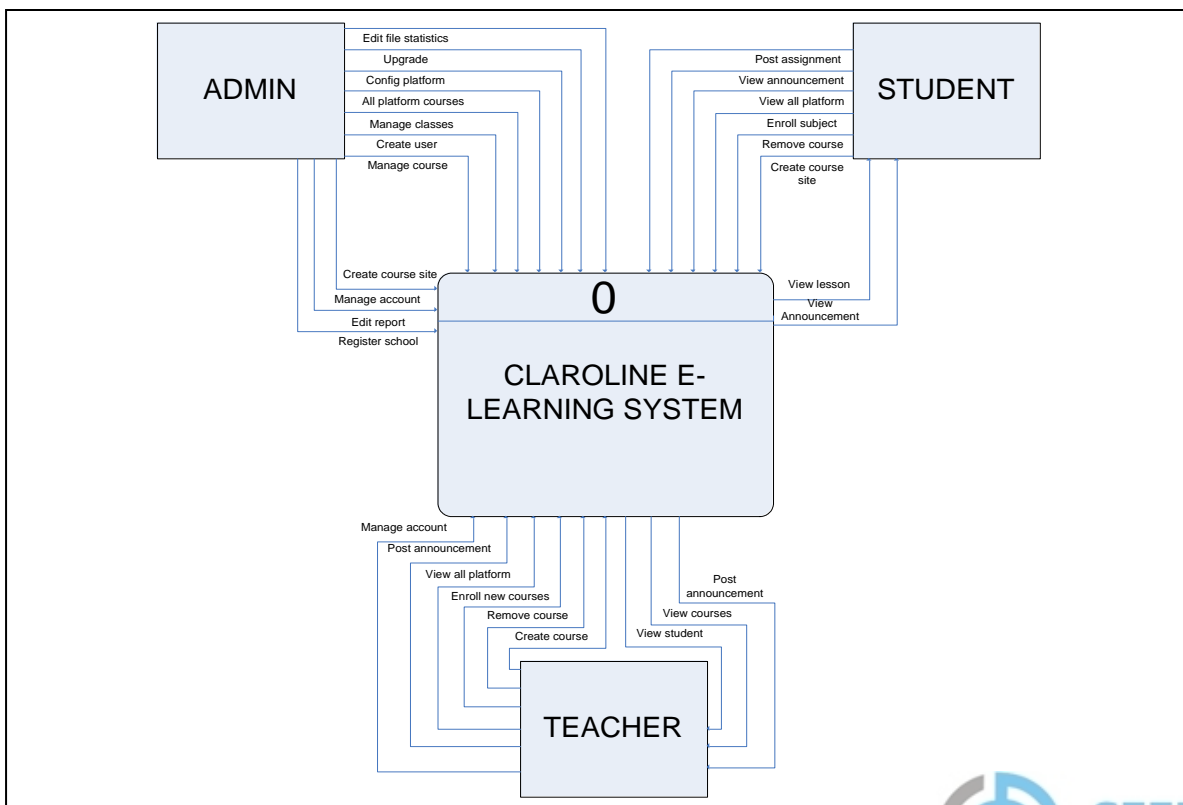 ADMIN
Edit file statistics
Upgrade
Config platform
All platform courses
Manage classes
Create user
Manage course
Create course site
Manage account
Edit report
Register school
STUDENT
Post assignment
View announcement
View all platform
Enroll subject
Remove course
Create course
site
View lesson
View
Announcement
0
CLAROLINE E-
LEARNING SYSTEM
Manage account
Post announcement
View all platform
Enroll new courses
Remove course
Create course
Post
announcement
View courses
View student
TEACHER